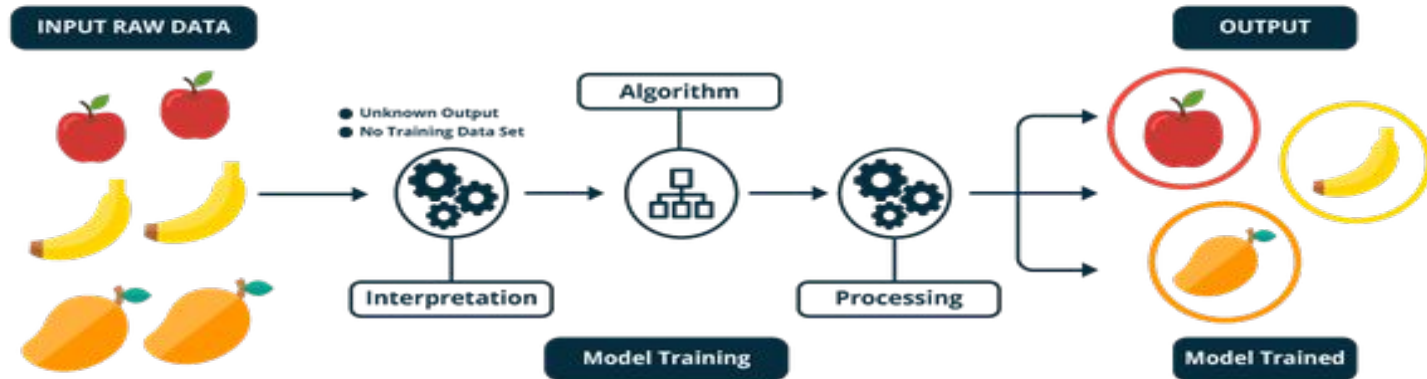 INPUT RAW DATA
OUTPUT
Algorithm
● Unknown Output
● No Training Data Set
Interpretation
Processing
Model Training
Model Trained